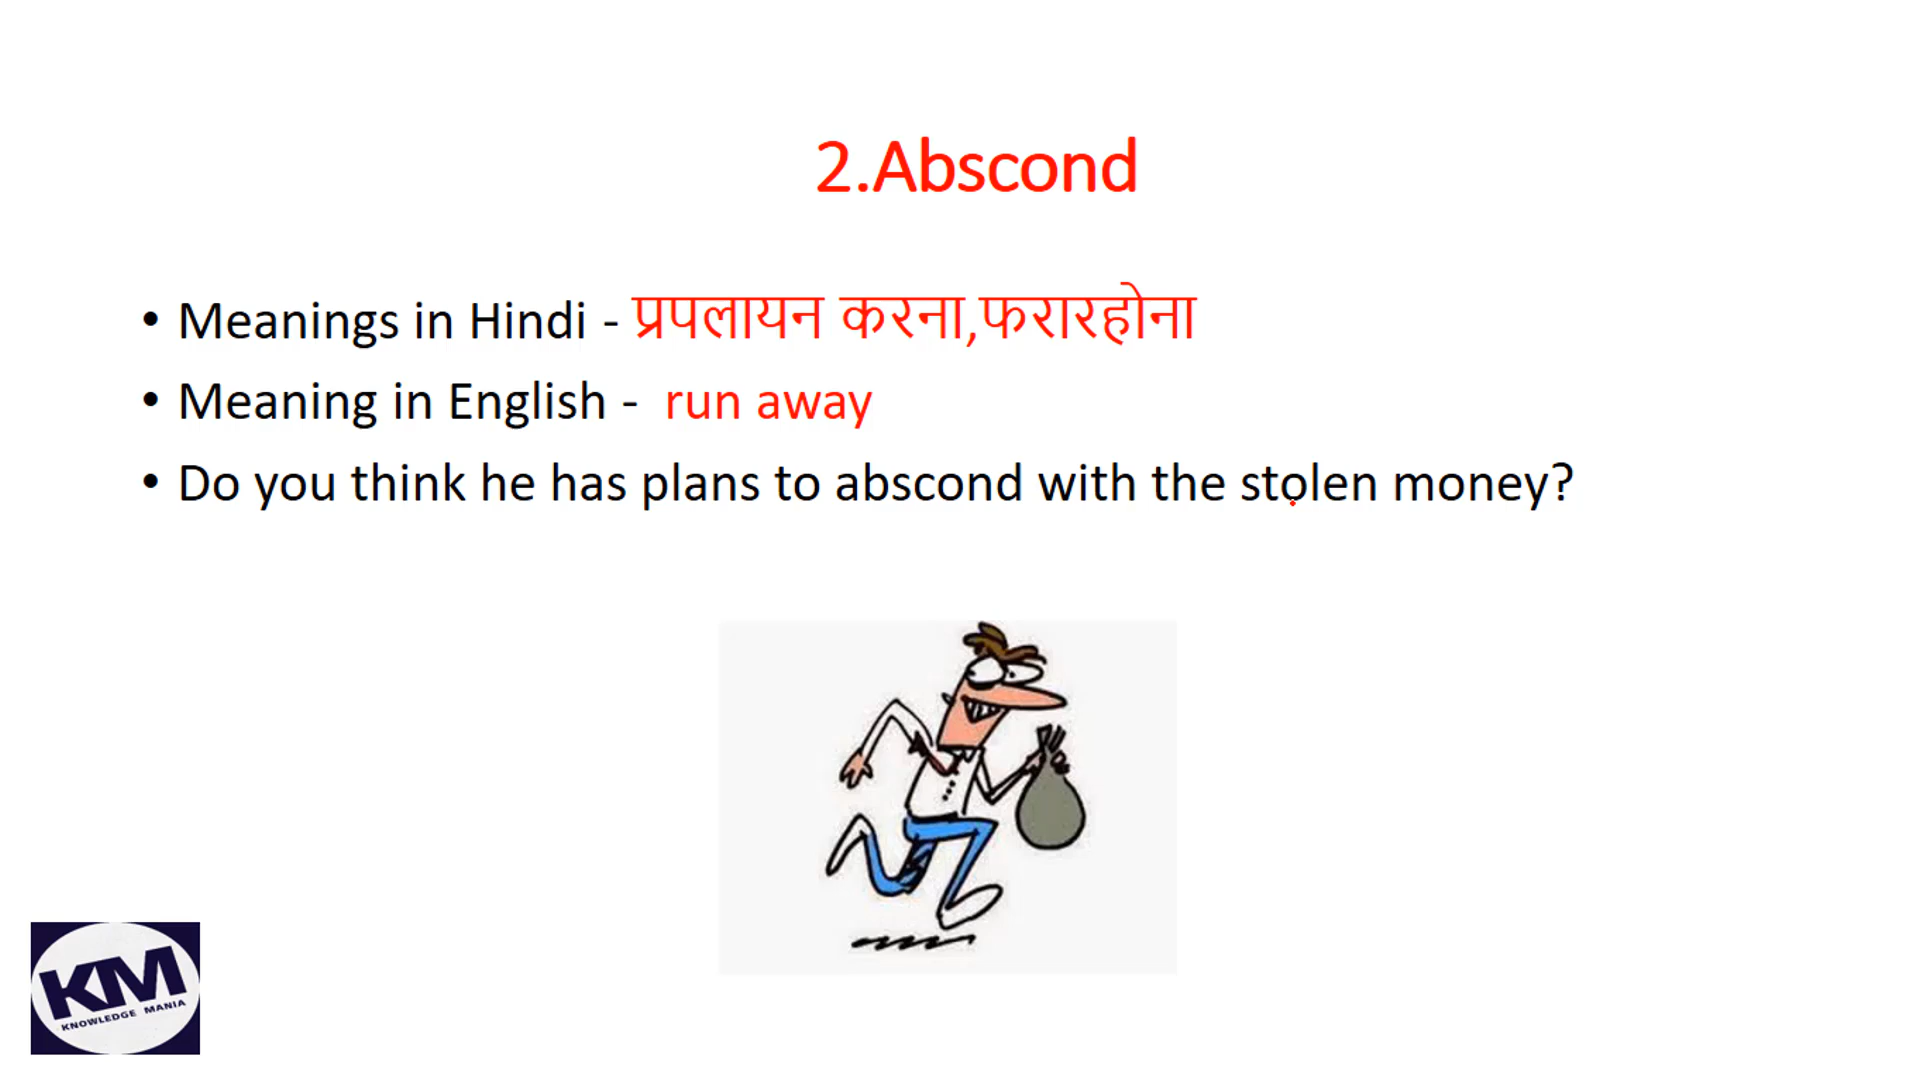 2.Abscond
• Meanings in Hindi - प्रपलायन करना,फरारहोना
• Meaning in English - run away
• Do you think he has plans to abscond with the stolen money?
KM
KNOWLEDGE MANIA